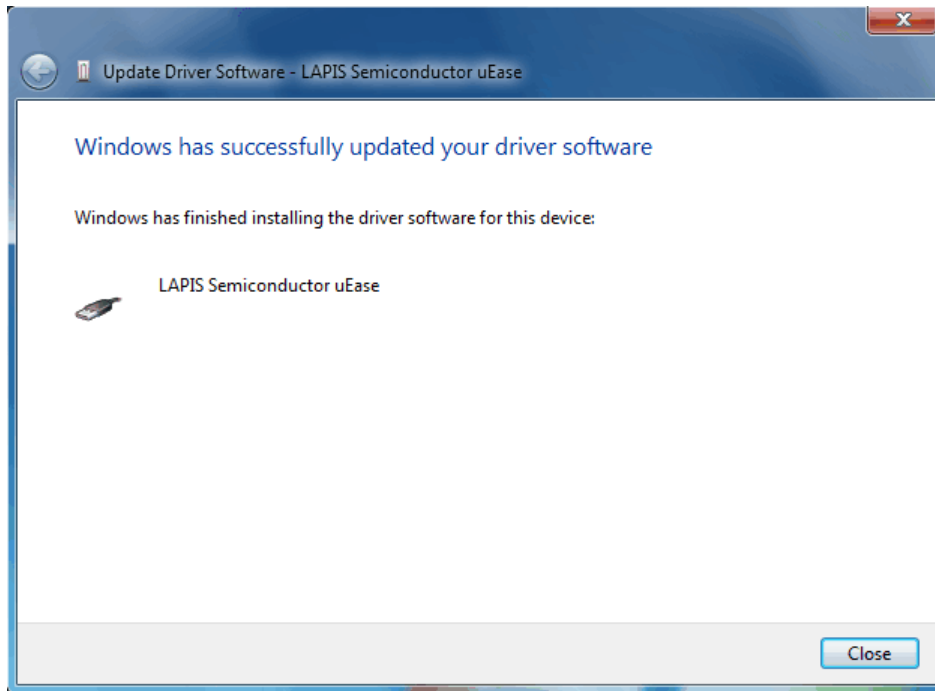 Update Driver Software - LAPIS Semiconductor uEase
Windows has successfully updated your driver software
Windows has finished installing the driver software for this device:
LAPIS Semiconductor uEase
Close